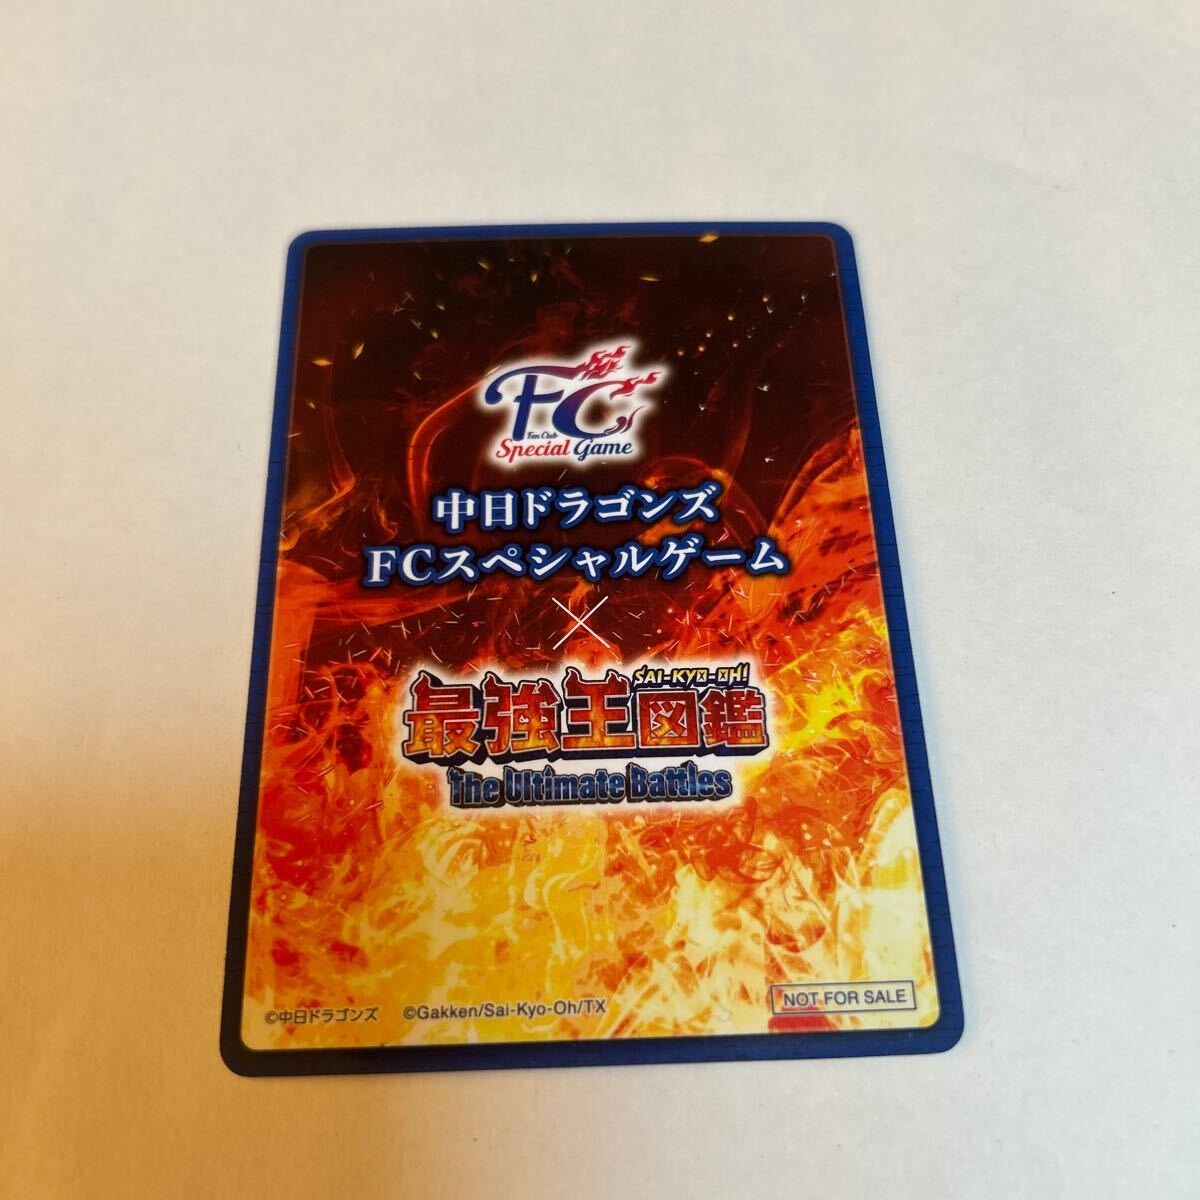 FC
Fan Club
Special Game
中日ドラゴンズ
FCスペシャルゲーム
×
SAI-KYO-OH!
最強王図鑑
The Ultimate Battles
NOT FOR SALE
©中日ドラゴンズ ©Gakken/Sai-Kyo-Oh/TX